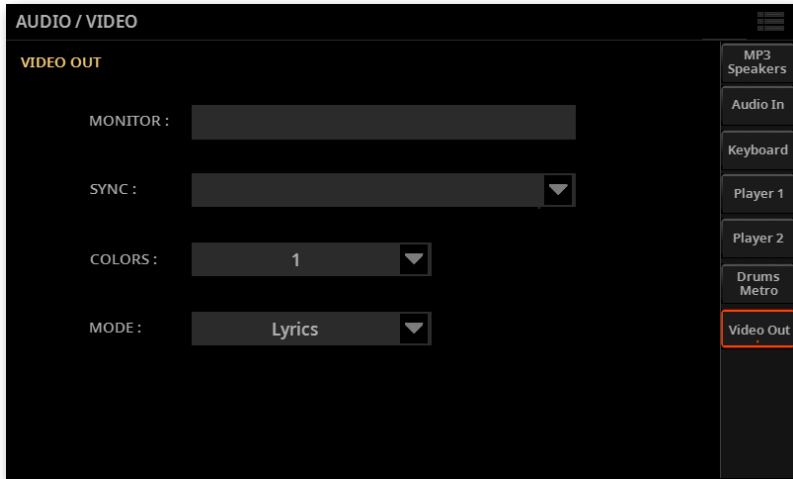 AUDIO / VIDEO
VIDEO OUT
MONITOR :
SYNC :
COLORS :
1
MODE :
Lyrics
MP3
Speakers
Audio In
Keyboard
Player 1
Player 2
Drums
Metro
Video Out